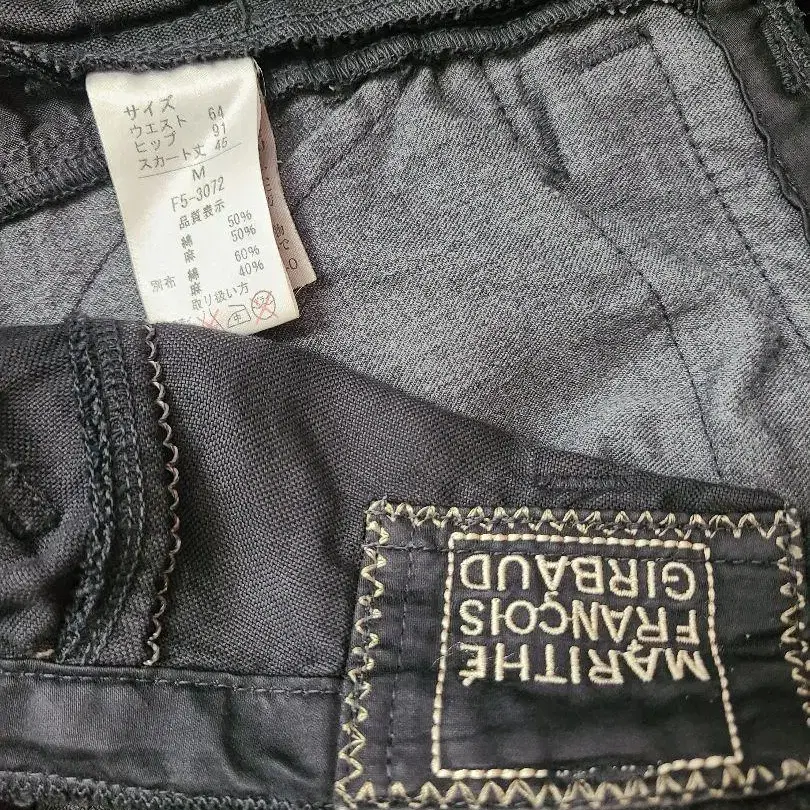 サイズ
ウエスト 64
ヒップ 91
スカート丈 45
M
F5-3072
品質表示
綿 50%
麻 50%
別布 綿 60%
麻 40%
取り扱い方
MARITHÉ
FRANÇOIS
GIRBAUD